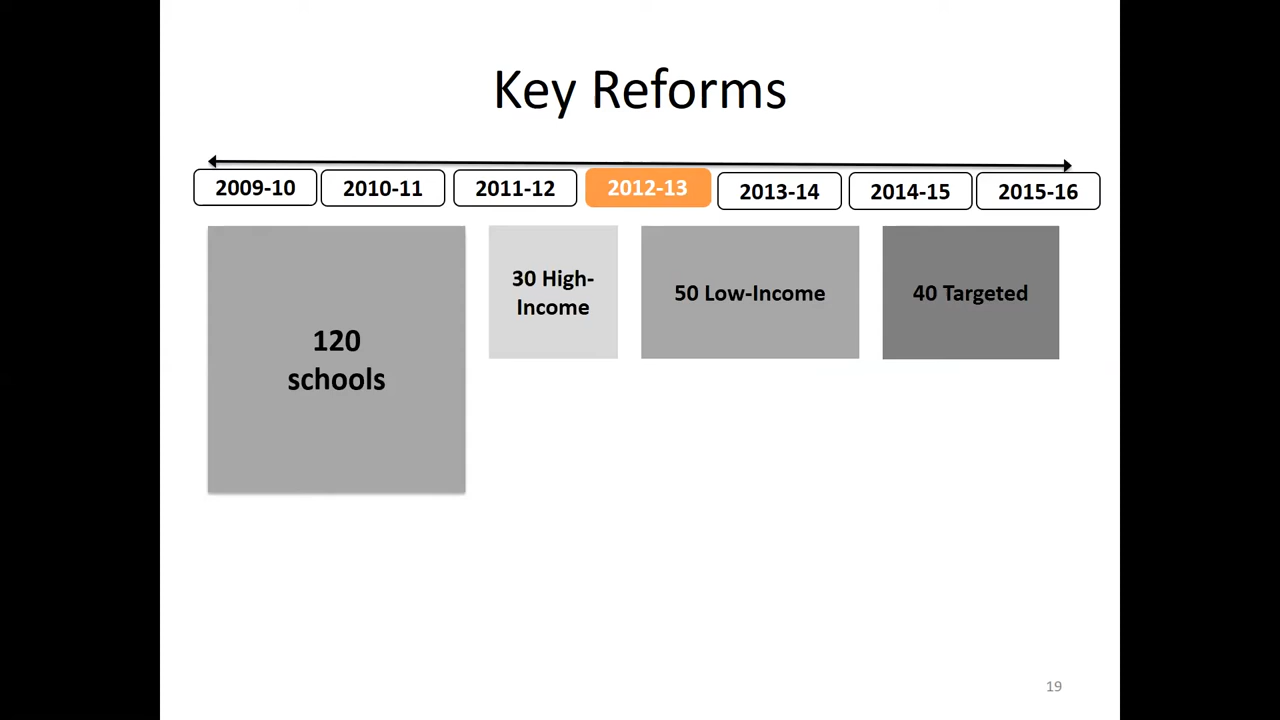 Key Reforms
2009-10
2010-11
2011-12
2012-13
2013-14
2014-15
2015-16
120
schools
30 High-
Income
50 Low-Income
40 Targeted
19